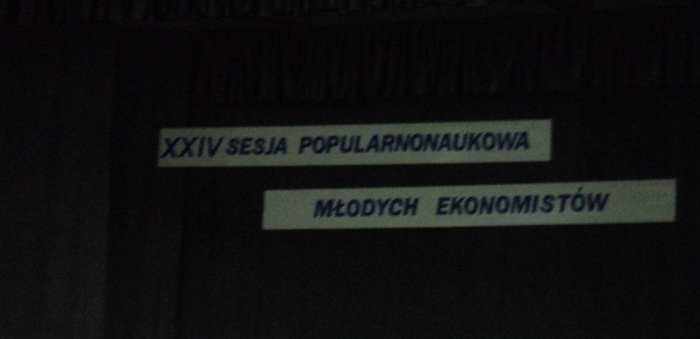 XXIV SESJA POPULARNONAUKOWA
MŁODYCH EKONOMISTÓW